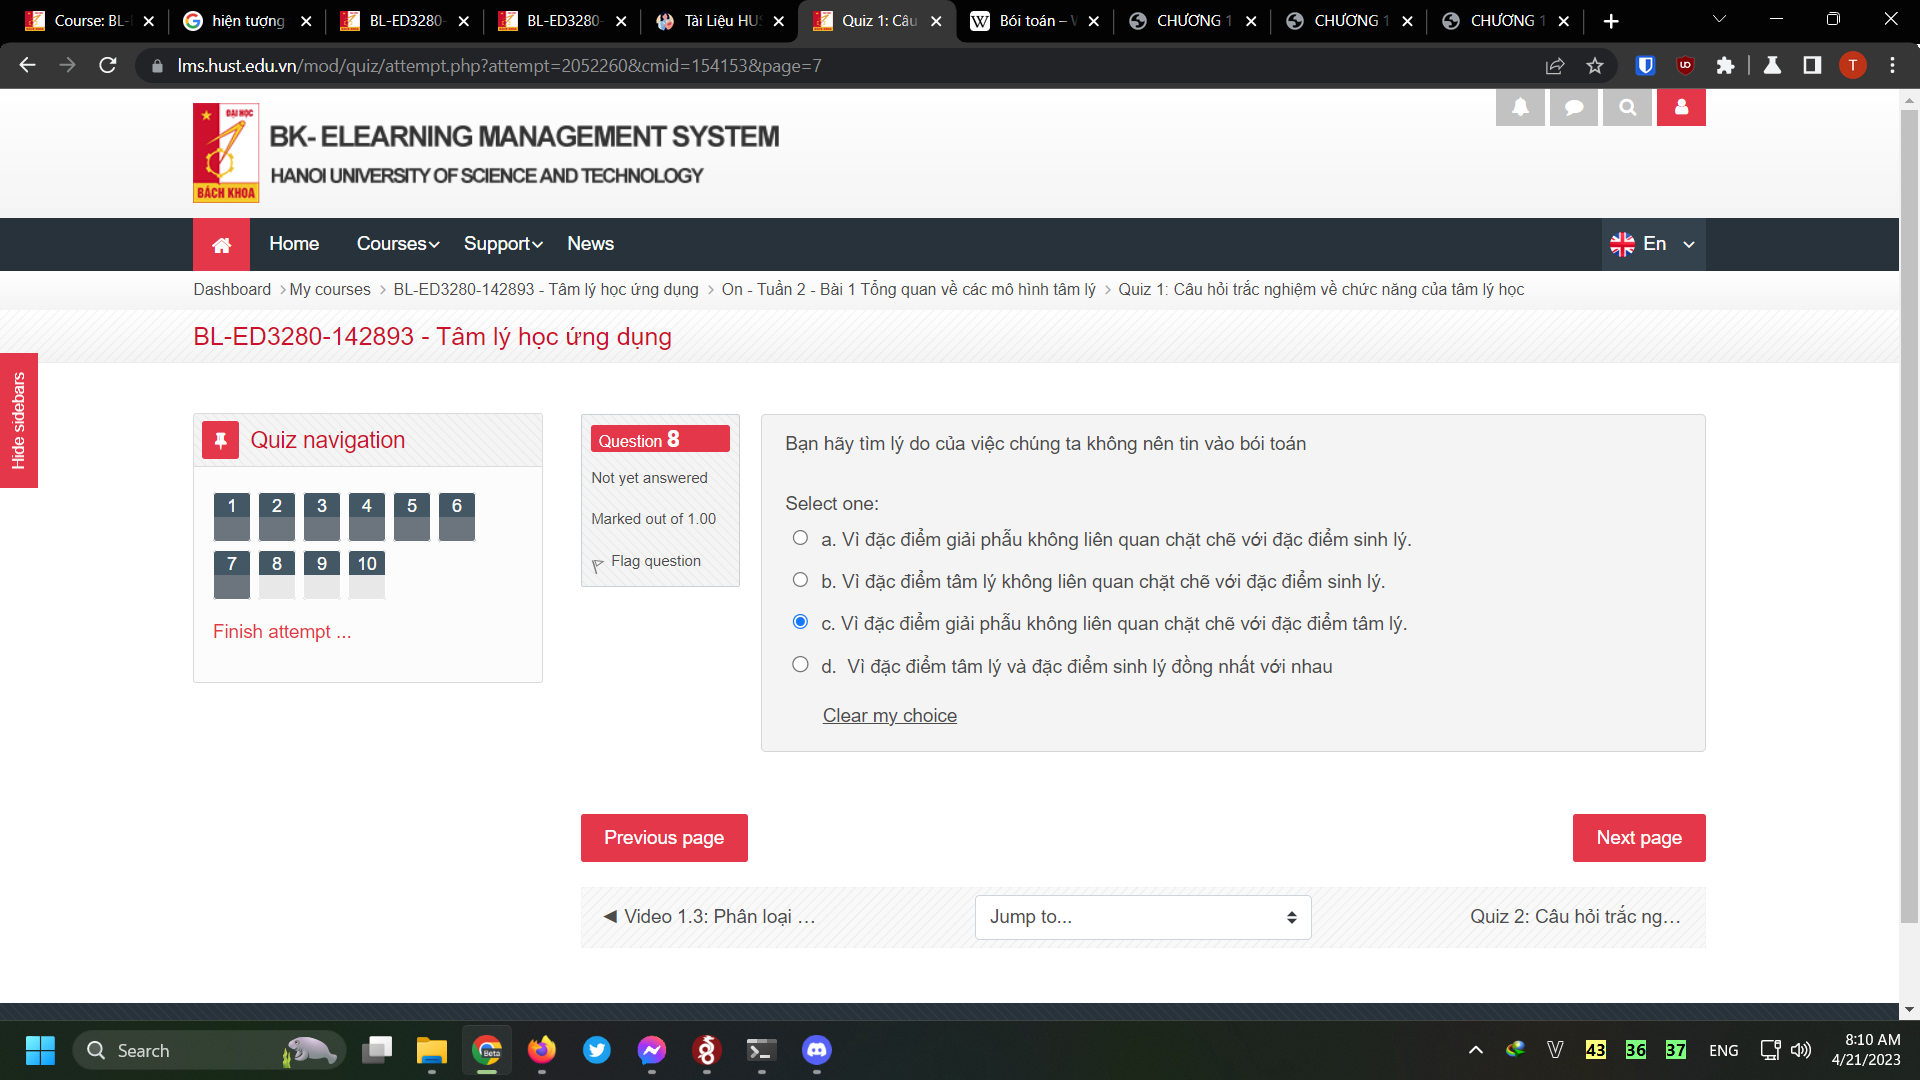 Course: BL-
hiện tượng
BL-ED3280-
BL-ED3280-
Tài Liệu HUS
Quiz 1: Câu
Bói toán – W
CHƯƠNG 1
CHƯƠNG 1
CHƯƠNG 1
lms.hust.edu.vn/mod/quiz/attempt.php?attempt=2052260&cmid=154153&page=7
T
ĐẠI HỌC
BÁCH KHOA
BK- ELEARNING MANAGEMENT SYSTEM
HANOI UNIVERSITY OF SCIENCE AND TECHNOLOGY
Home
Courses
Support
News
En
Dashboard
My courses
BL-ED3280-142893 - Tâm lý học ứng dụng
On - Tuần 2 - Bài 1 Tổng quan về các mô hình tâm lý
Quiz 1: Câu hỏi trắc nghiệm về chức năng của tâm lý học
BL-ED3280-142893 - Tâm lý học ứng dụng
Hide sidebars
Quiz navigation
1 2 3 4 5 6
7 8 9 10
Finish attempt ...
Question 8
Not yet answered
Marked out of 1.00
Flag question
Bạn hãy tìm lý do của việc chúng ta không nên tin vào bói toán
Select one:
a. Vì đặc điểm giải phẫu không liên quan chặt chẽ với đặc điểm sinh lý.
b. Vì đặc điểm tâm lý không liên quan chặt chẽ với đặc điểm sinh lý.
c. Vì đặc điểm giải phẫu không liên quan chặt chẽ với đặc điểm tâm lý.
d. Vì đặc điểm tâm lý và đặc điểm sinh lý đồng nhất với nhau
Clear my choice
Previous page
Next page
◀ Video 1.3: Phân loại …
Jump to...
Quiz 2: Câu hỏi trắc ng…
Search
Beta
V
43
36
37
ENG
8:10 AM
4/21/2023